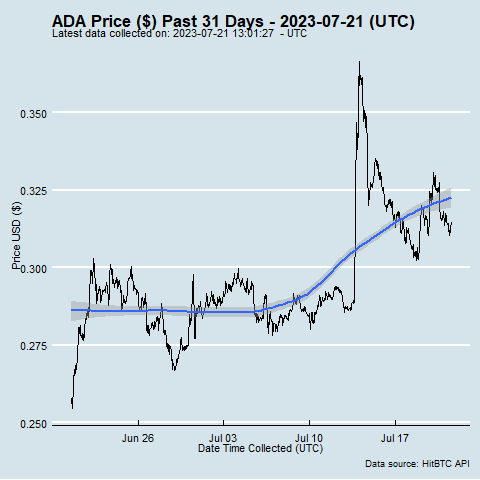 ADA Price ($) Past 31 Days - 2023-07-21 (UTC)
Latest data collected on: 2023-07-21 13:01:27  - UTC
0.350
0.325
0.300
0.275
0.250
Price USD ($)
Jun 26
Jul 03
Jul 10
Jul 17
Date Time Collected (UTC)
Data source: HitBTC API